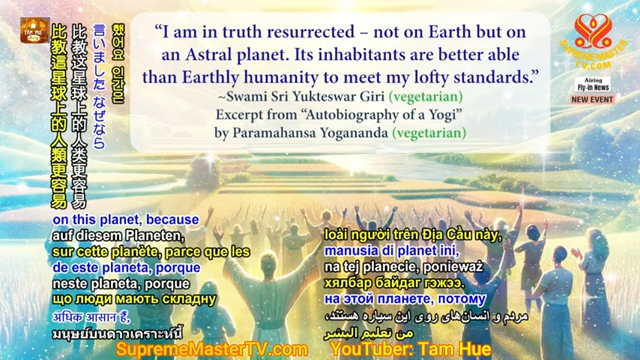 “I am in truth resurrected – not on Earth but on
an Astral planet. Its inhabitants are better able
than Earthly humanity to meet my lofty standards.”
~Swami Sri Yukteswar Giri (vegetarian)
Excerpt from “Autobiography of a Yogi”
by Paramahansa Yogananda (vegetarian)
SUPREME MASTER
TV.COM
Airing
Fly-in News
NEW EVENT
했어요 인간은
言いました なぜなら
比教这星球上的人类更容易
比教這星球上的人類更容易
on this planet, because
auf diesem Planeten,
sur cette planète, parce que les
de este planeta, porque
neste planeta, porque
що люди мають складну
अधिक आसान हैं,
มนุษย์บนดาวเคราะห์นี้
loài người trên Địa Cầu này,
manusia di planet ini,
na tej planecie, ponieważ
хялбар байдаг гэжээ.
на этой планете, потому
مردم و انسان‌های روی این سیاره هستند،
من تعليم البشر
SupremeMasterTV.com
YouTuber: Tam Hue